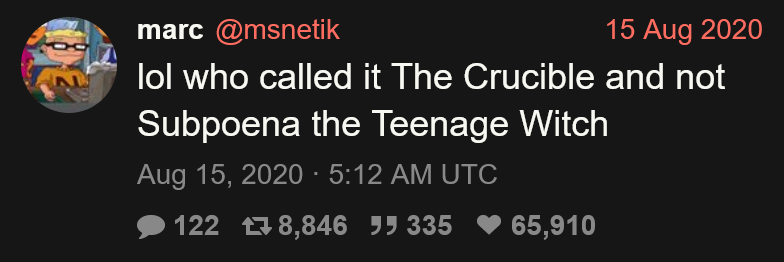 marc @msnetik 15 Aug 2020
lol who called it The Crucible and not
Subpoena the Teenage Witch
Aug 15, 2020 · 5:12 AM UTC
122 8,846 335 65,910